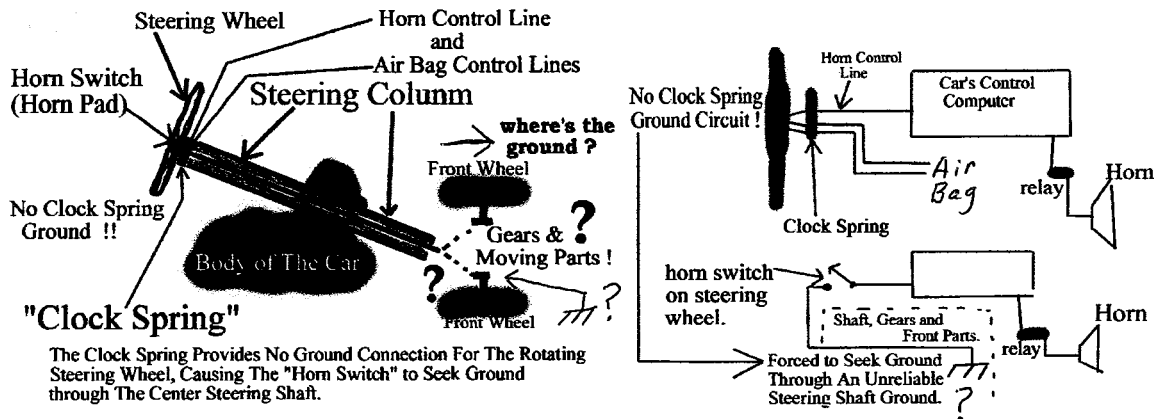 Steering Wheel
Horn Control Line
and
Air Bag Control Lines
Horn Switch
(Horn Pad)
Steering Colunm
where's the
ground ?
Front Wheel
No Clock Spring
Ground !!
Body of The Car
Gears &
Moving Parts !
?
?
?
Front Wheel
"Clock Spring"
The Clock Spring Provides No Ground Connection For The Rotating
Steering Wheel, Causing The "Horn Switch" to Seek Ground
through The Center Steering Shaft.
No Clock Spring
Ground Circuit !
Horn Control
Line
Car's Control
Computer
Air
Bag
relay
Horn
Clock Spring
horn switch
on steering
wheel.
Shaft, Gears and
Front Parts.
relay
Horn
Forced to Seek Ground
Through An Unreliable
Steering Shaft Ground.
?